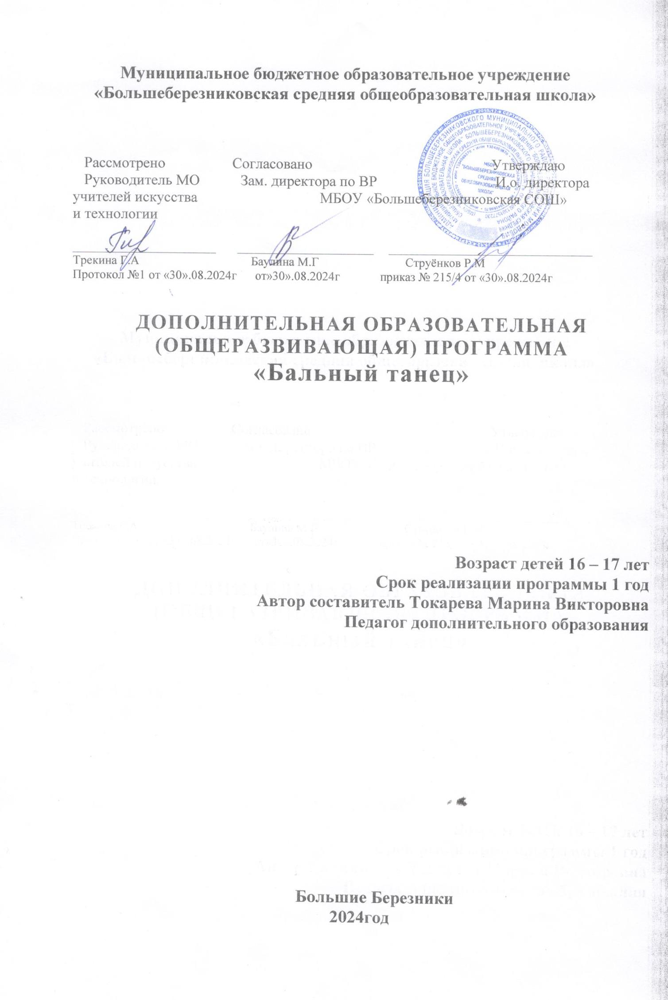 Муниципальное бюджетное образовательное учреждение
«Большеберезниковская средняя общеобразовательная школа»
Рассмотрено Согласовано Утверждаю
Руководитель МО Зам. директора по ВР И.о. директора
учителей искусства МБОУ «Большеберезниковская СОШ»
и технологии
МБОУ
"БОЛЬШЕБЕРЕЗНИКОВСКАЯ
СРЕДНЯЯ
ОБЩЕОБРАЗОВАТЕЛЬНАЯ
ШКОЛА"
Трекина Г.А Баулина М.Г Струёнков Р.М
Протокол №1 от «30».08.2024г от»30».08.2024г приказ № 215/4 от «30».08.2024г
ДОПОЛНИТЕЛЬНАЯ ОБРАЗОВАТЕЛЬНАЯ
(ОБЩЕРАЗВИВАЮЩАЯ) ПРОГРАММА
«Бальный танец»
Возраст детей 16 – 17 лет
Срок реализации программы 1 год
Автор составитель Токарева Марина Викторовна
Педагог дополнительного образования
Большие Березники
2024год